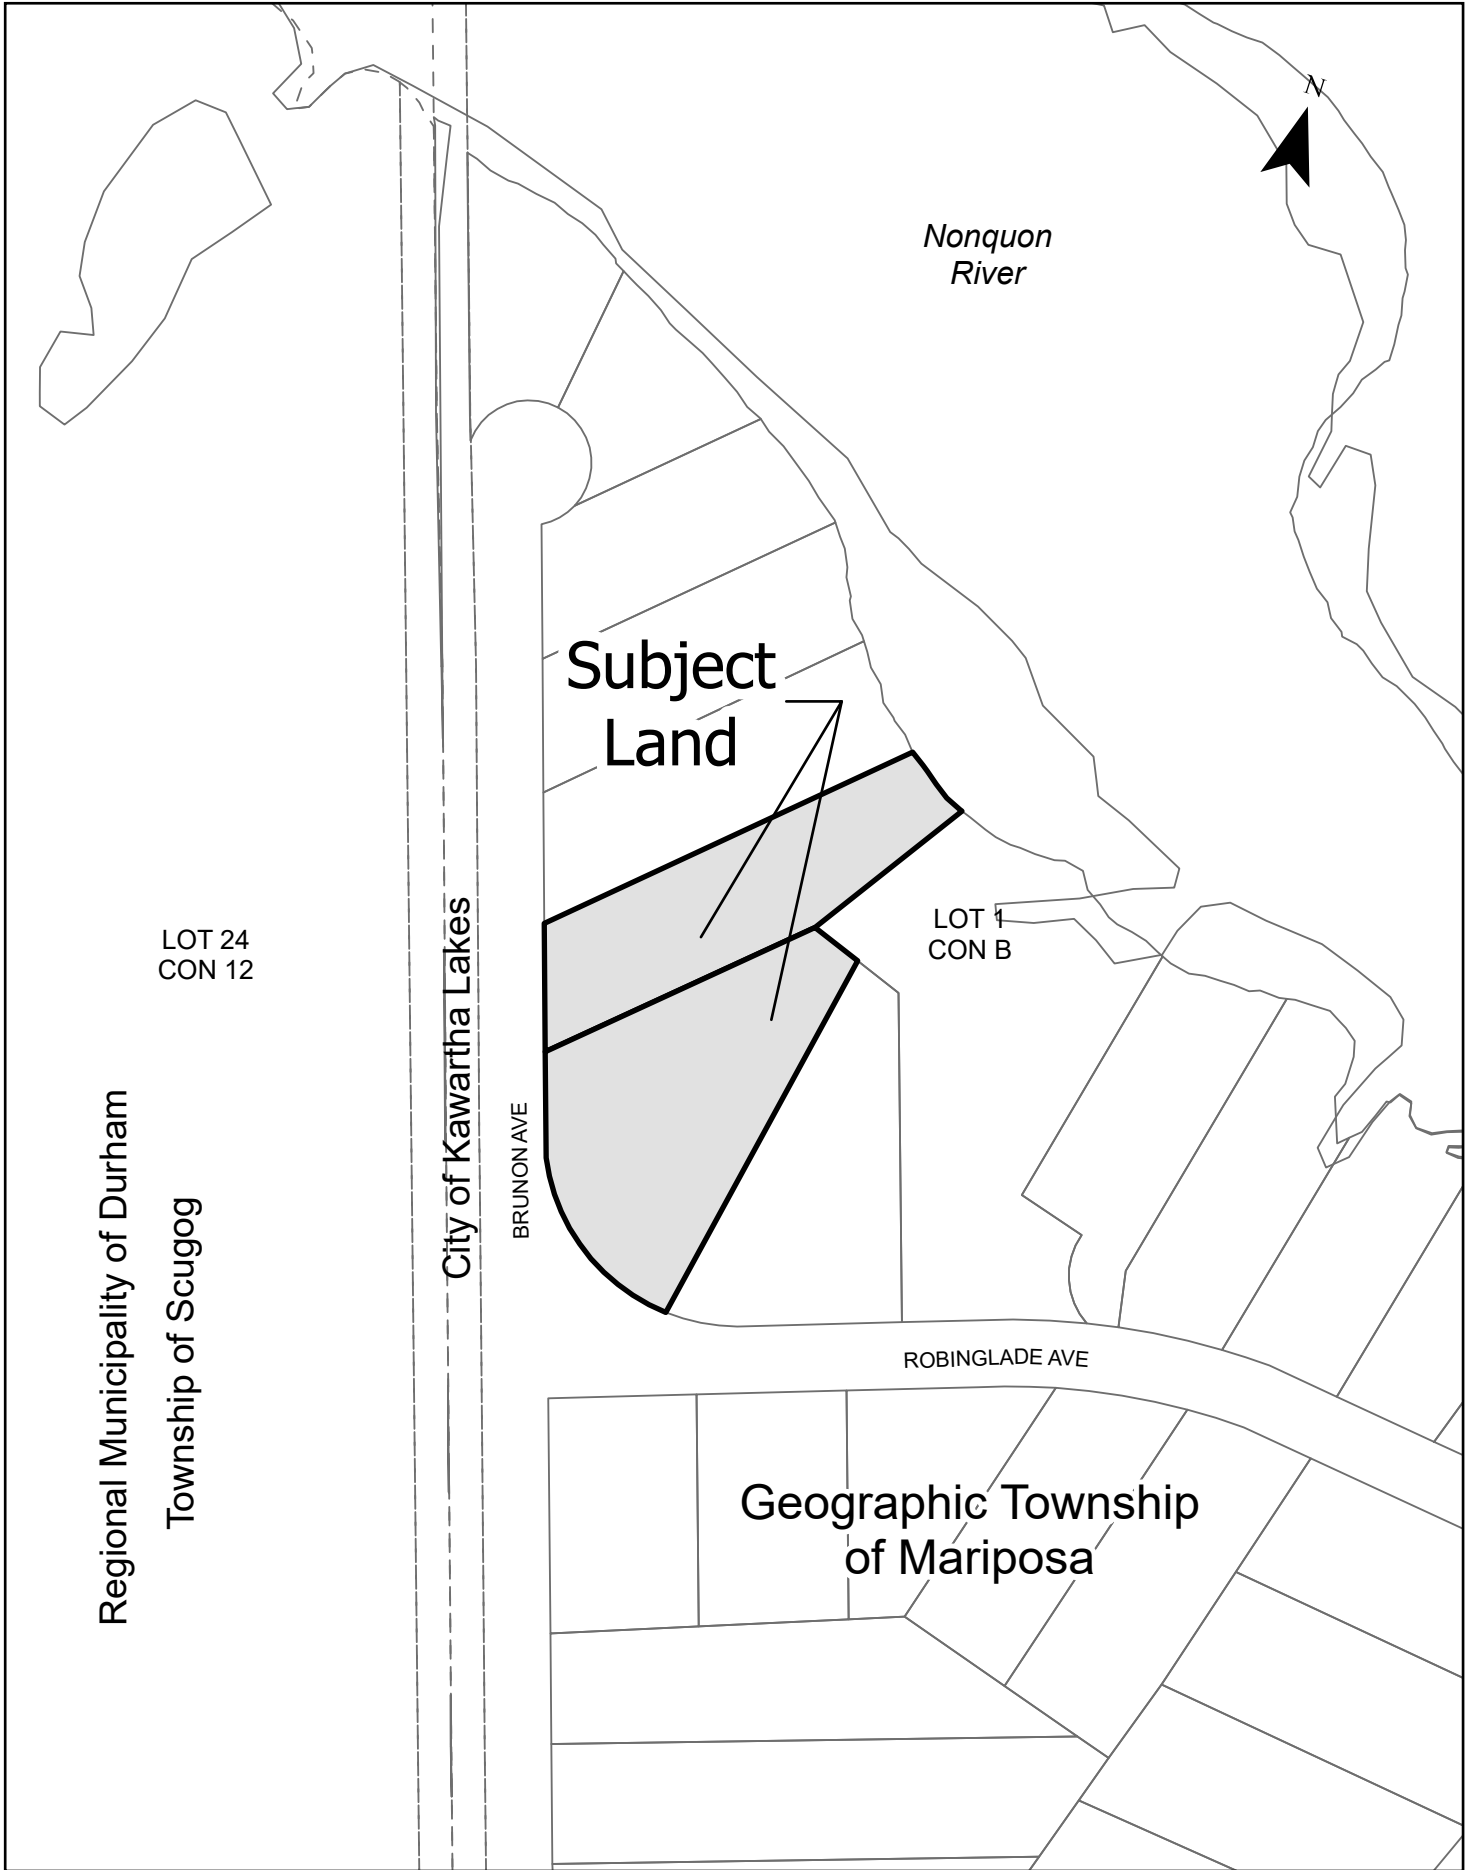 N
Nonquon
River
Subject
Land
LOT 24
CON 12
LOT 1
CON B
City of Kawartha Lakes
BRUNON AVE
Regional Municipality of Durham
Township of Scugog
ROBINGLADE AVE
Geographic Township
of Mariposa